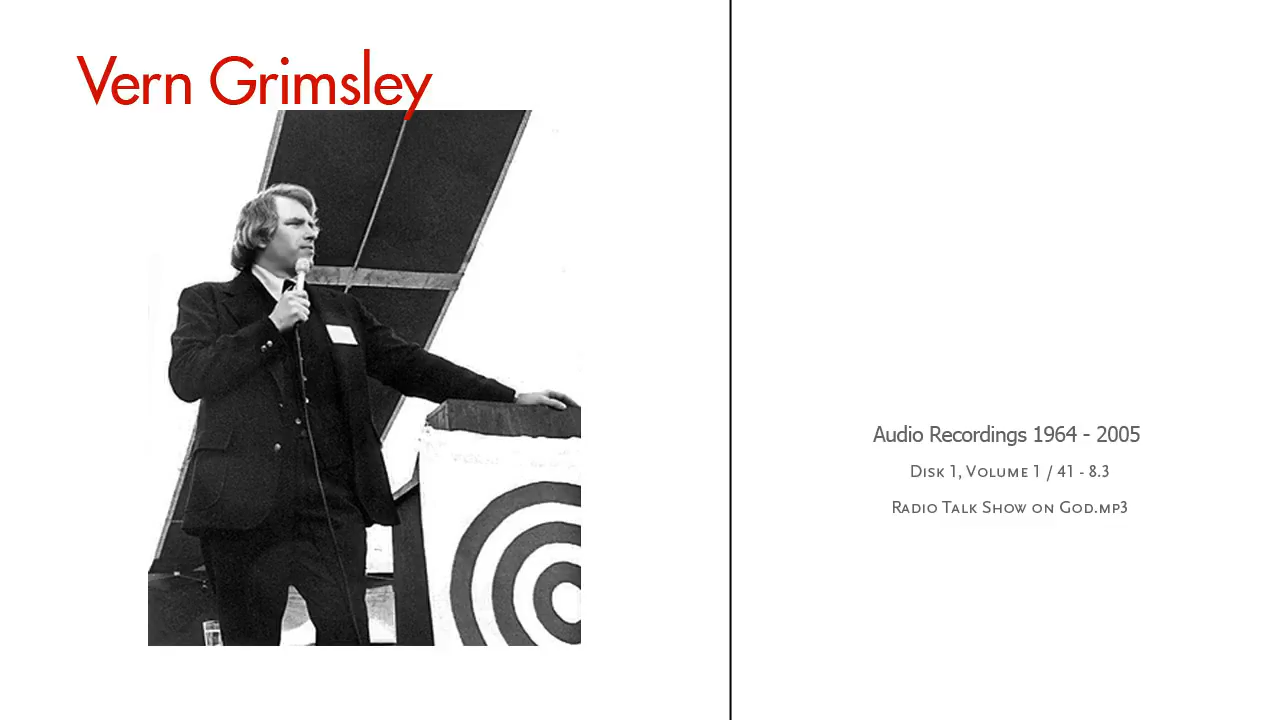 Vern Grimsley
Audio Recordings 1964 - 2005
Disk 1, Volume 1 / 41 - 8.3
Radio Talk Show on God.mp3